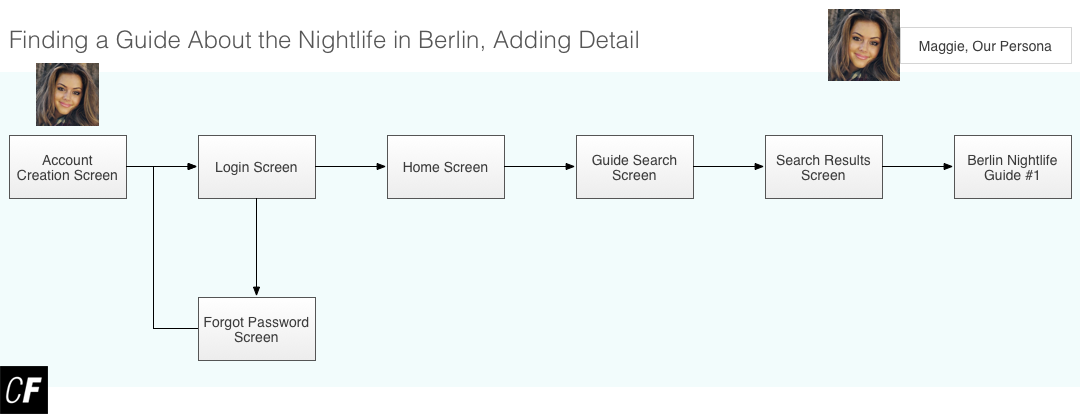 Finding a Guide About the Nightlife in Berlin, Adding Detail
Maggie, Our Persona
Account
Creation Screen
Login Screen
Home Screen
Guide Search
Screen
Search Results
Screen
Berlin Nightlife
Guide #1
Forgot Password
Screen
CF